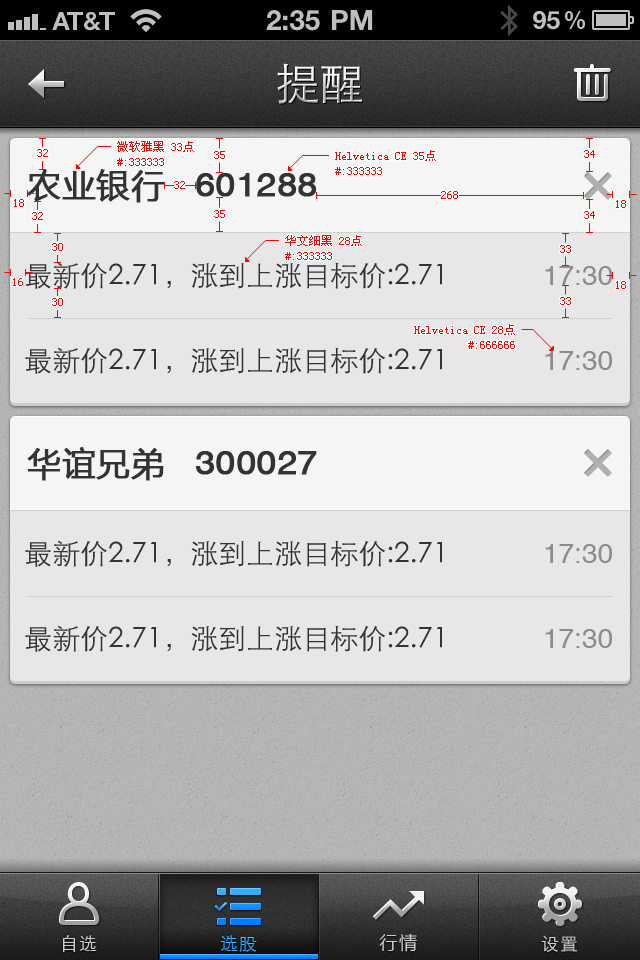 AT&T 2:35 PM 95%
提醒
微软雅黑 33点
#:333333
Helvetica CE 35点
#:333333
32 35 34
农业银行 32 601288 268
18 18
32 35 34
华文细黑 28点
#:333333
30 33
16 最新价2.71，涨到上涨目标价:2.71 17:30 18
30 33
Helvetica CE 28点
#:666666
最新价2.71，涨到上涨目标价:2.71 17:30
华谊兄弟 300027
最新价2.71，涨到上涨目标价:2.71 17:30
最新价2.71，涨到上涨目标价:2.71 17:30
自选 选股 行情 设置